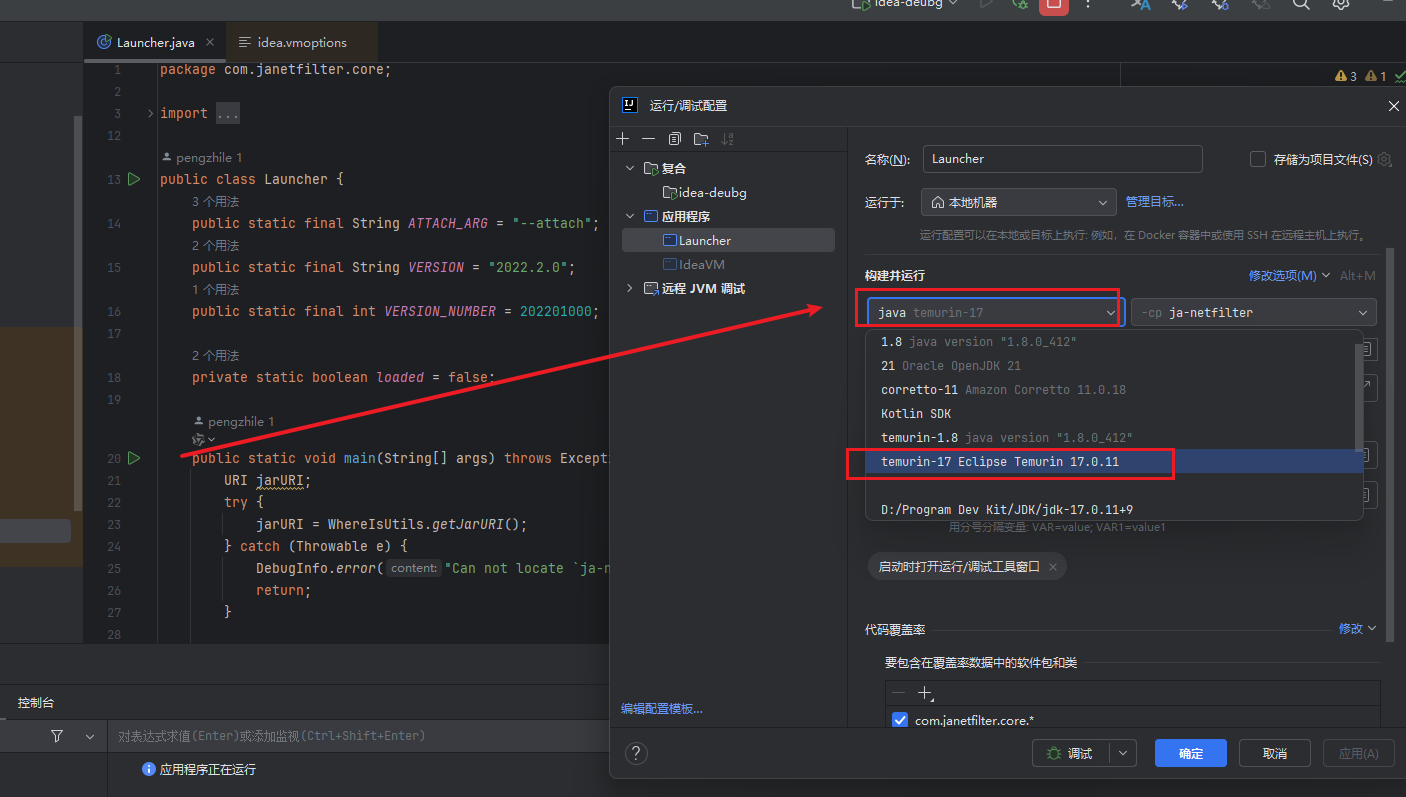 idea-deubg
Launcher.java
idea.vmoptions
1 package com.janetfilter.core;
2
3 import ...
12
pengzhile 1
13 public class Launcher {
3 个用法
14 public static final String ATTACH_ARG = "--attach";
2 个用法
15 public static final String VERSION = "2022.2.0";
1 个用法
16 public static final int VERSION_NUMBER = 202201000;
17
2 个用法
18 private static boolean loaded = false;
19
pengzhile 1
20 public static void main(String[] args) throws Excepti
21 URI jarURI;
22 try {
23 jarURI = WhereIsUtils.getJarURI();
24 } catch (Throwable e) {
25 DebugInfo.error( content: "Can not locate `ja-n
26 return;
27 }
28
3 1
控制台
对表达式求值(Enter)或添加监视(Ctrl+Shift+Enter)
应用程序正在运行
运行/调试配置
复合
idea-deubg
应用程序
Launcher
IdeaVM
远程 JVM 调试
编辑配置模板...
名称(N): Launcher 存储为项目文件(S)
运行于: 本地机器 管理目标...
运行配置可以在本地或目标上执行: 例如，在 Docker 容器中或使用 SSH 在远程主机上执行。
构建并运行 修改选项(M) Alt+M
java temurin-17 -cp ja-netfilter
1.8 java version "1.8.0_412"
21 Oracle OpenJDK 21
corretto-11 Amazon Corretto 11.0.18
Kotlin SDK
temurin-1.8 java version "1.8.0_412"
temurin-17 Eclipse Temurin 17.0.11
D:/Program Dev Kit/JDK/jdk-17.0.11+9
用分号分隔变量: VAR=value; VAR1=value1
启动时打开运行/调试工具窗口
代码覆盖率 修改
要包含在覆盖率数据中的软件包和类
com.janetfilter.core.*
? 调试 确定 取消 应用(A)